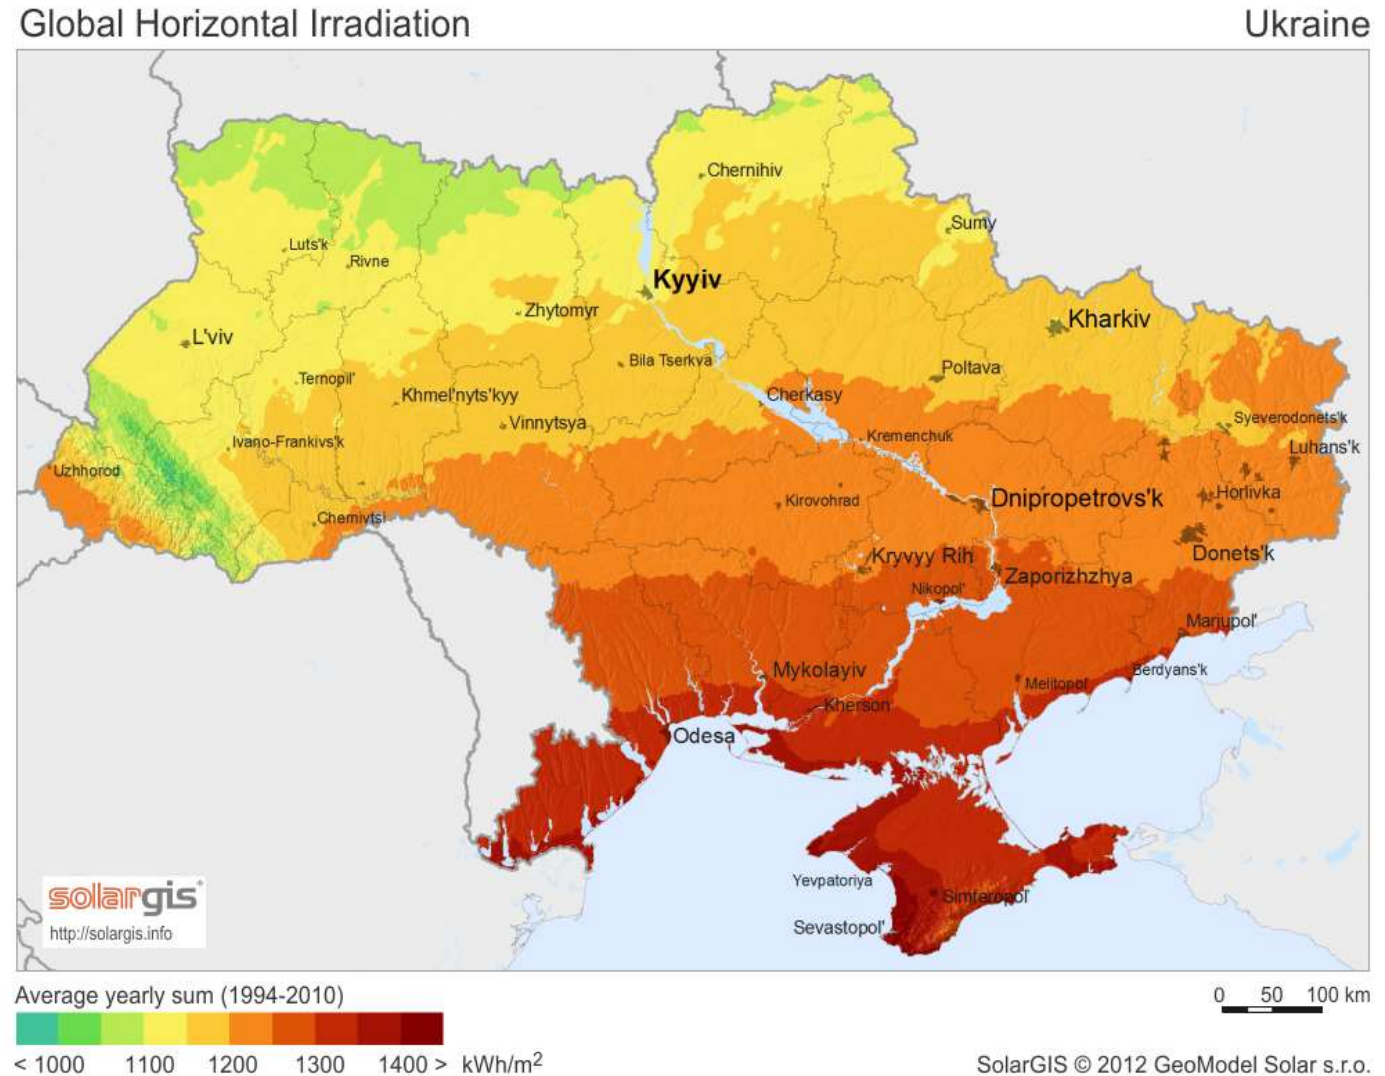 Global Horizontal Irradiation
Ukraine
Chernihiv
Sumy
Luts'k
Rivne
Kyyiv
Zhytomyr
Kharkiv
L'viv
Bila Tserkva
Poltava
Ternopil'
Khmel'nyts'kyy
Cherkasy
Vinnytsya
Syeverodonets'k
Ivano-Frankivs'k
Kremenchuk
Luhans'k
Uzhhorod
Kirovohrad
Dnipropetrovs'k
Horlivka
Chernivtsi
Kryvyy Rih
Donets'k
Zaporizhzhya
Nikopol'
Mariupol'
Mykolayiv
Berdyans'k
Melitopol'
Kherson
Odesa
Yevpatoriya
Simferopol'
Sevastopol'
solargis
http://solargis.info
Average yearly sum (1994-2010)
0 50 100 km
< 1000 1100 1200 1300 1400 > kWh/m²
SolarGIS © 2012 GeoModel Solar s.r.o.